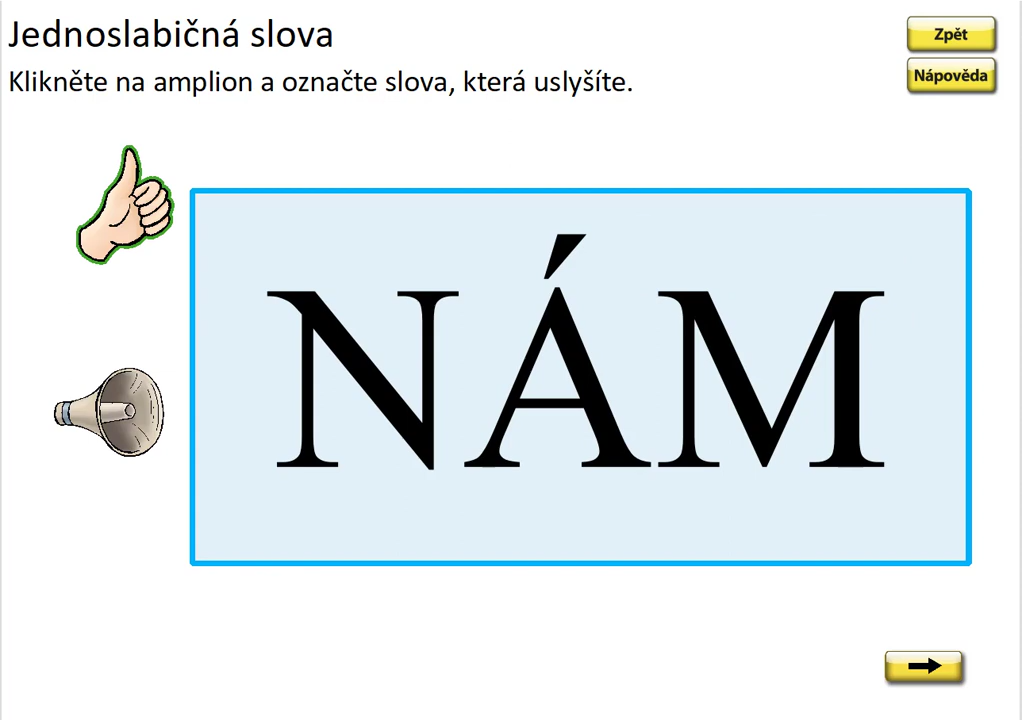 Jednoslabičná slova
Zpět
Klikněte na amplion a označte slova, která uslyšíte.
Nápověda
NÁM